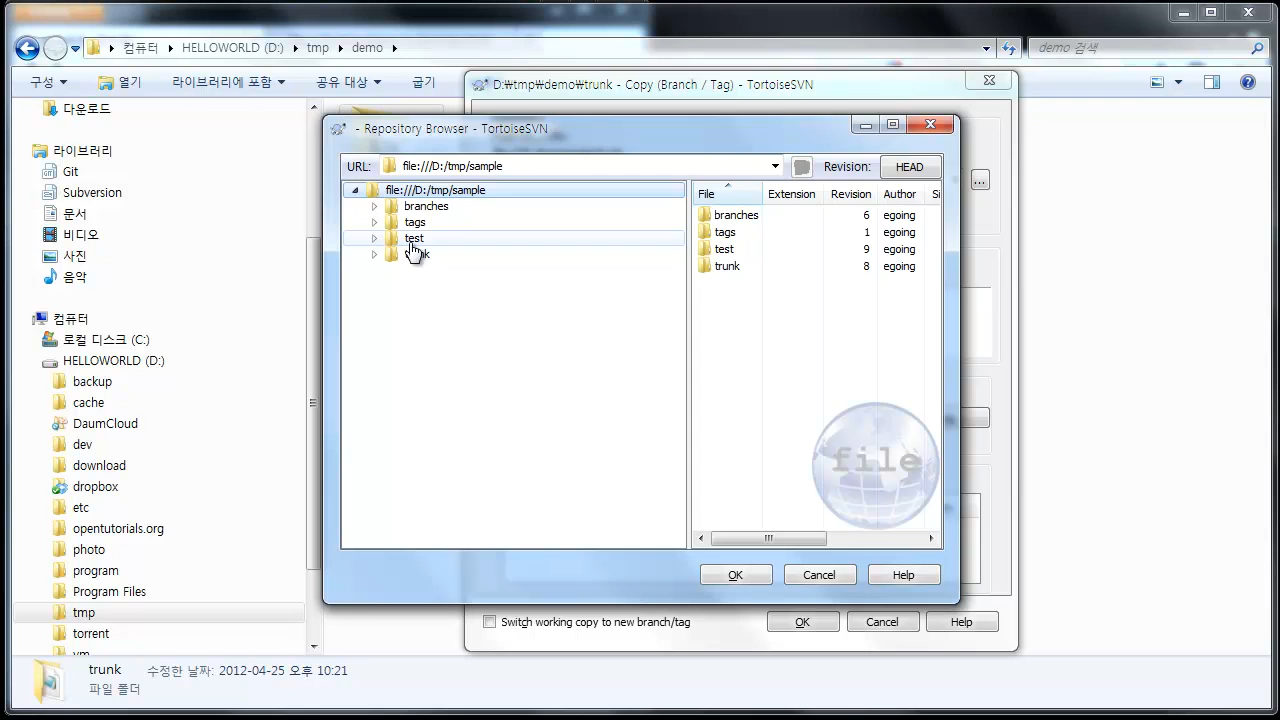 컴퓨터 HELLOWORLD (D:) tmp demo
demo 검색
구성 열기 라이브러리에 포함 공유 대상 굽기
다운로드
라이브러리
Git
Subversion
문서
비디오
사진
음악
컴퓨터
로컬 디스크 (C:)
HELLOWORLD (D:)
backup
cache
DaumCloud
dev
download
dropbox
etc
opentutorials.org
photo
program
Program Files
tmp
torrent
vm
trunk 수정한 날짜: 2012-04-25 오후 10:21
파일 폴더
D:₩tmp₩demo₩trunk - Copy (Branch / Tag) - TortoiseSVN
- Repository Browser - TortoiseSVN
URL: file:///D:/tmp/sample Revision: HEAD
file:///D:/tmp/sample
branches
tags
test
trunk
File Extension Revision Author Si
branches 6 egoing
tags 1 egoing
test 9 egoing
trunk 8 egoing
file
OK Cancel Help
...
Switch working copy to new branch/tag OK Cancel Help